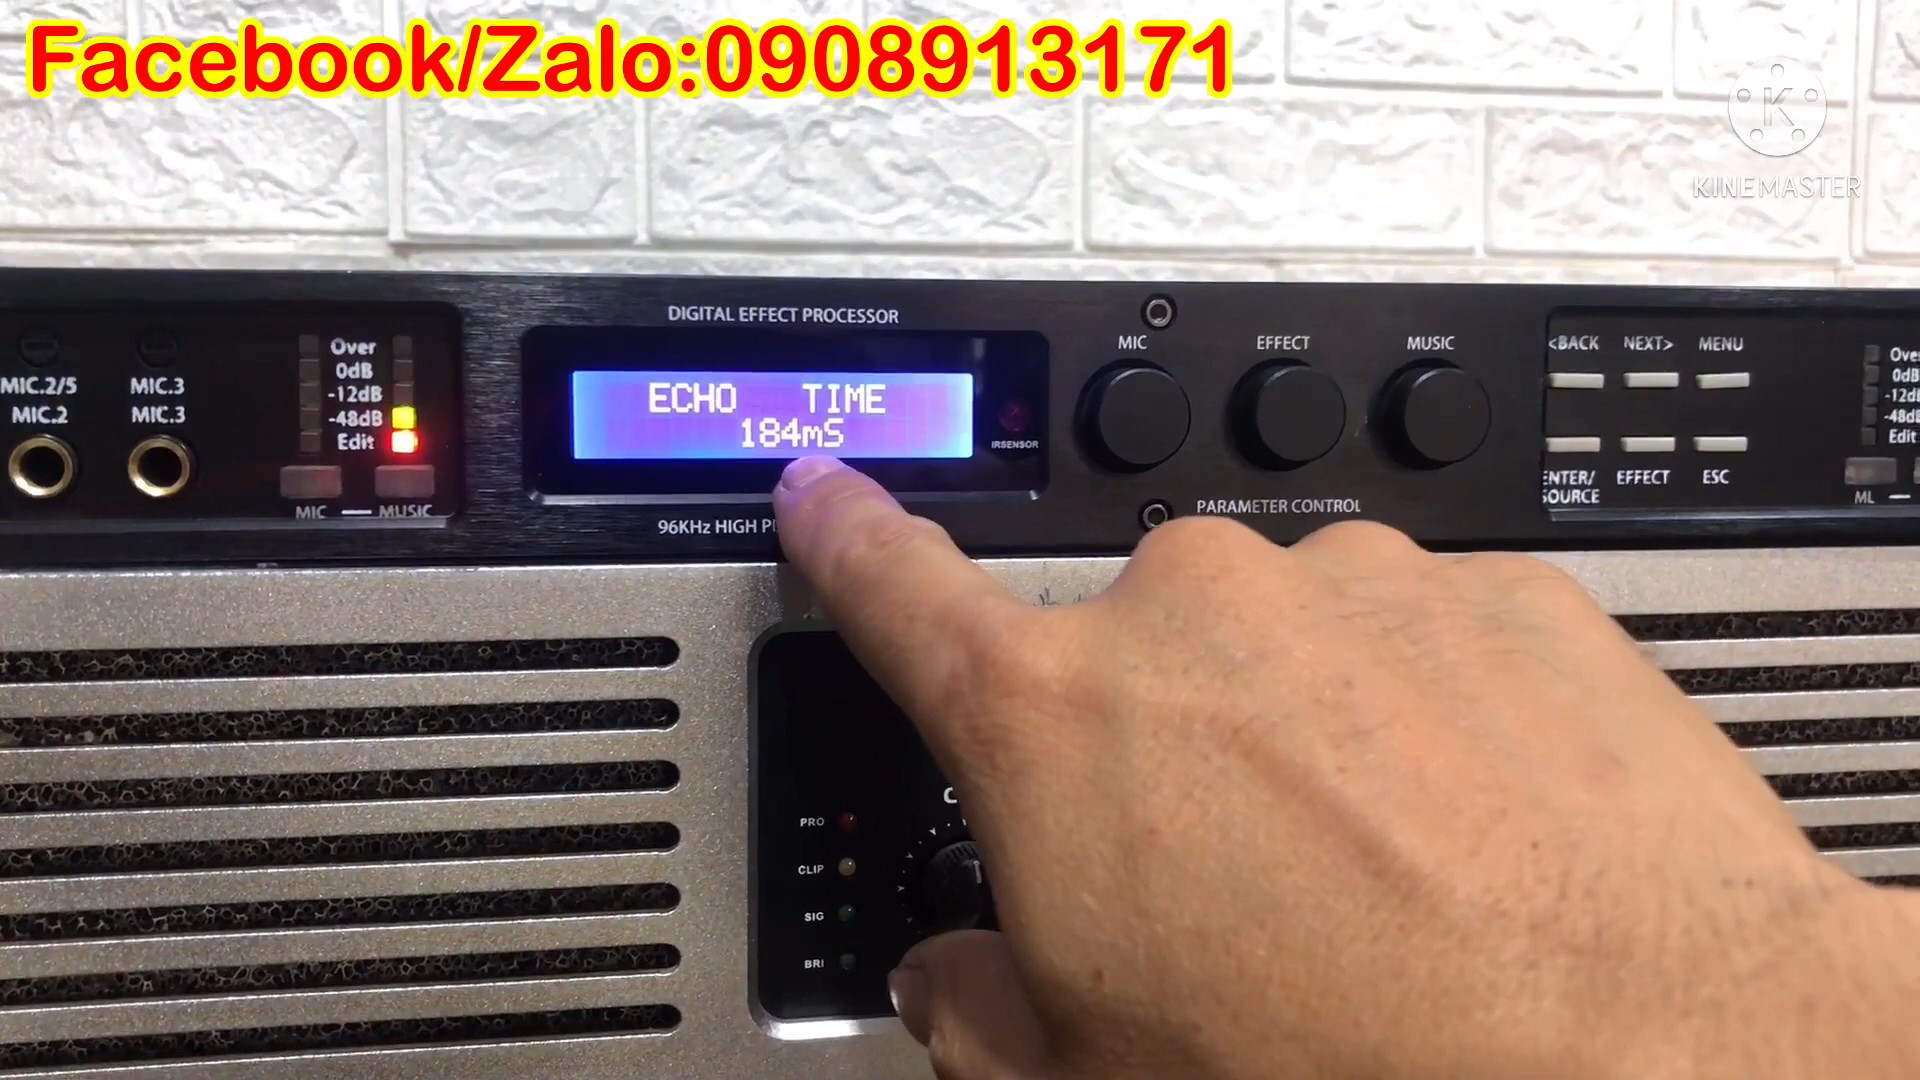 Facebook/Zalo:0908913171
K
KINEMASTER
DIGITAL EFFECT PROCESSOR
MIC EFFECT MUSIC
<BACK NEXT> MENU
Over
0dB
-12dB
-48dB
Edit
MIC.2/5 MIC.3
MIC.2 MIC.3
MIC MUSIC
ECHO TIME
184mS
IRSENSOR
96KHz HIGH
PARAMETER CONTROL
ENTER/
SOURCE
EFFECT
ESC
0dB
Edit
ML
PRO
CLIP
SIG
BRI